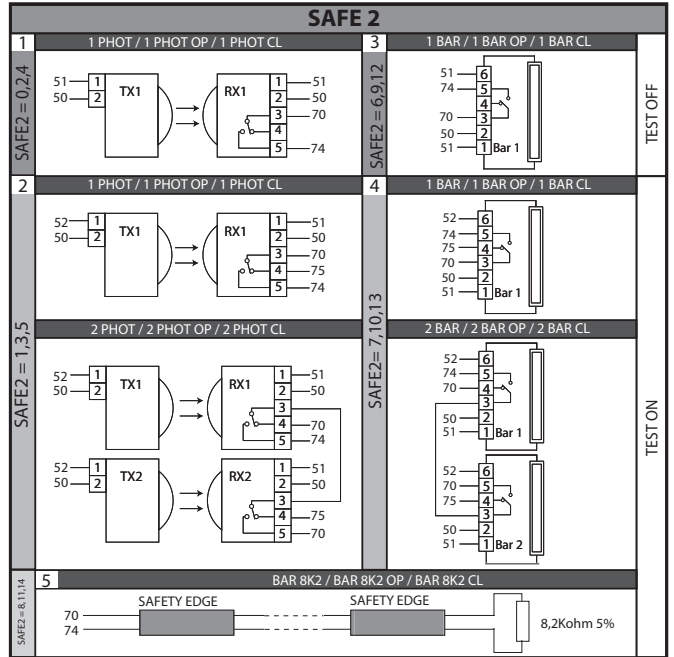 SAFE 2
1
1 PHOT / 1 PHOT OP / 1 PHOT CL
SAFE2 = 0,2,4
51 1
50 2
TX1
RX1
1 51
2 50
3 70
4
5 74
3
1 BAR / 1 BAR OP / 1 BAR CL
SAFE2 = 6,9,12
51 6
74 5
4
70 3
50 2
51 1 Bar 1
TEST OFF
2
1 PHOT / 1 PHOT OP / 1 PHOT CL
SAFE2 = 1,3,5
52 1
50 2
TX1
RX1
1 51
2 50
3 70
4 75
5 74
2 PHOT / 2 PHOT OP / 2 PHOT CL
52 1
50 2
TX1
RX1
1 51
2 50
3
4 70
5 74
52 1
50 2
TX2
RX2
1 51
2 50
3
4 75
5 70
4
1 BAR / 1 BAR OP / 1 BAR CL
SAFE2= 7,10,13
52 6
74 5
75 4
70 3
50 2
51 1 Bar 1
2 BAR / 2 BAR OP / 2 BAR CL
52 6
74 5
70 4
3
50 2
51 1 Bar 1
52 6
70 5
75 4
3
50 2
51 1 Bar 2
TEST ON
5
BAR 8K2 / BAR 8K2 OP / BAR 8K2 CL
SAFE2 = 8,11,14
70
74
SAFETY EDGE
SAFETY EDGE
8,2Kohm 5%